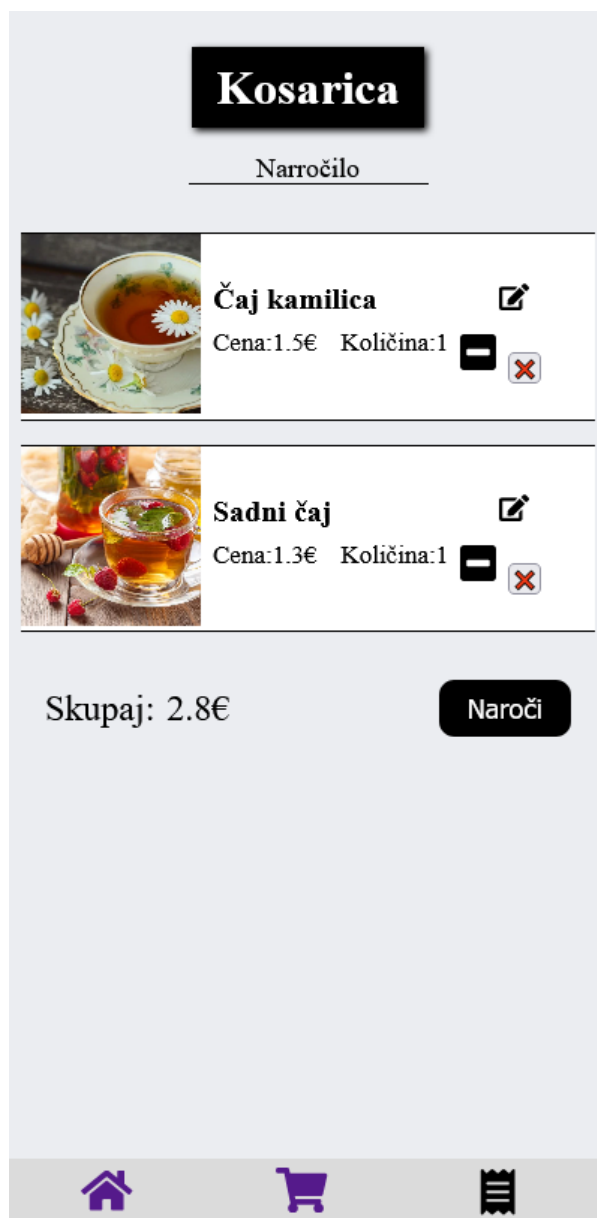 Kosarica
Narročilo
Čaj kamilica
Cena:1.5€ Količina:1
Sadni čaj
Cena:1.3€ Količina:1
Skupaj: 2.8€ Naroči